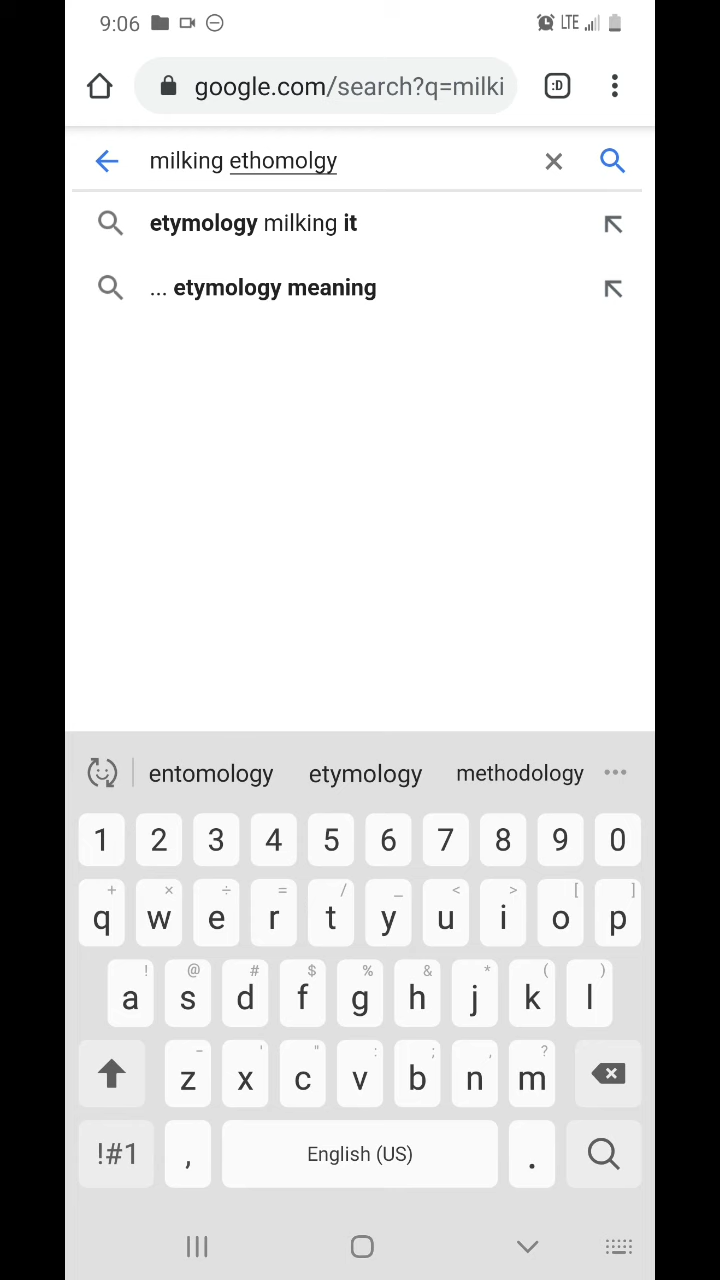 9:06 LTE
google.com/search?q=milki :D
milking ethomolgy
etymology milking it
... etymology meaning
entomology etymology methodology
1 2 3 4 5 6 7 8 9 0
+ × ÷ = / _ < > [ ]
q w e r t y u i o p
! @ # $ % & * ( )
a s d f g h j k l
- ' " : ; , ?
z x c v b n m
!#1 , English (US) .